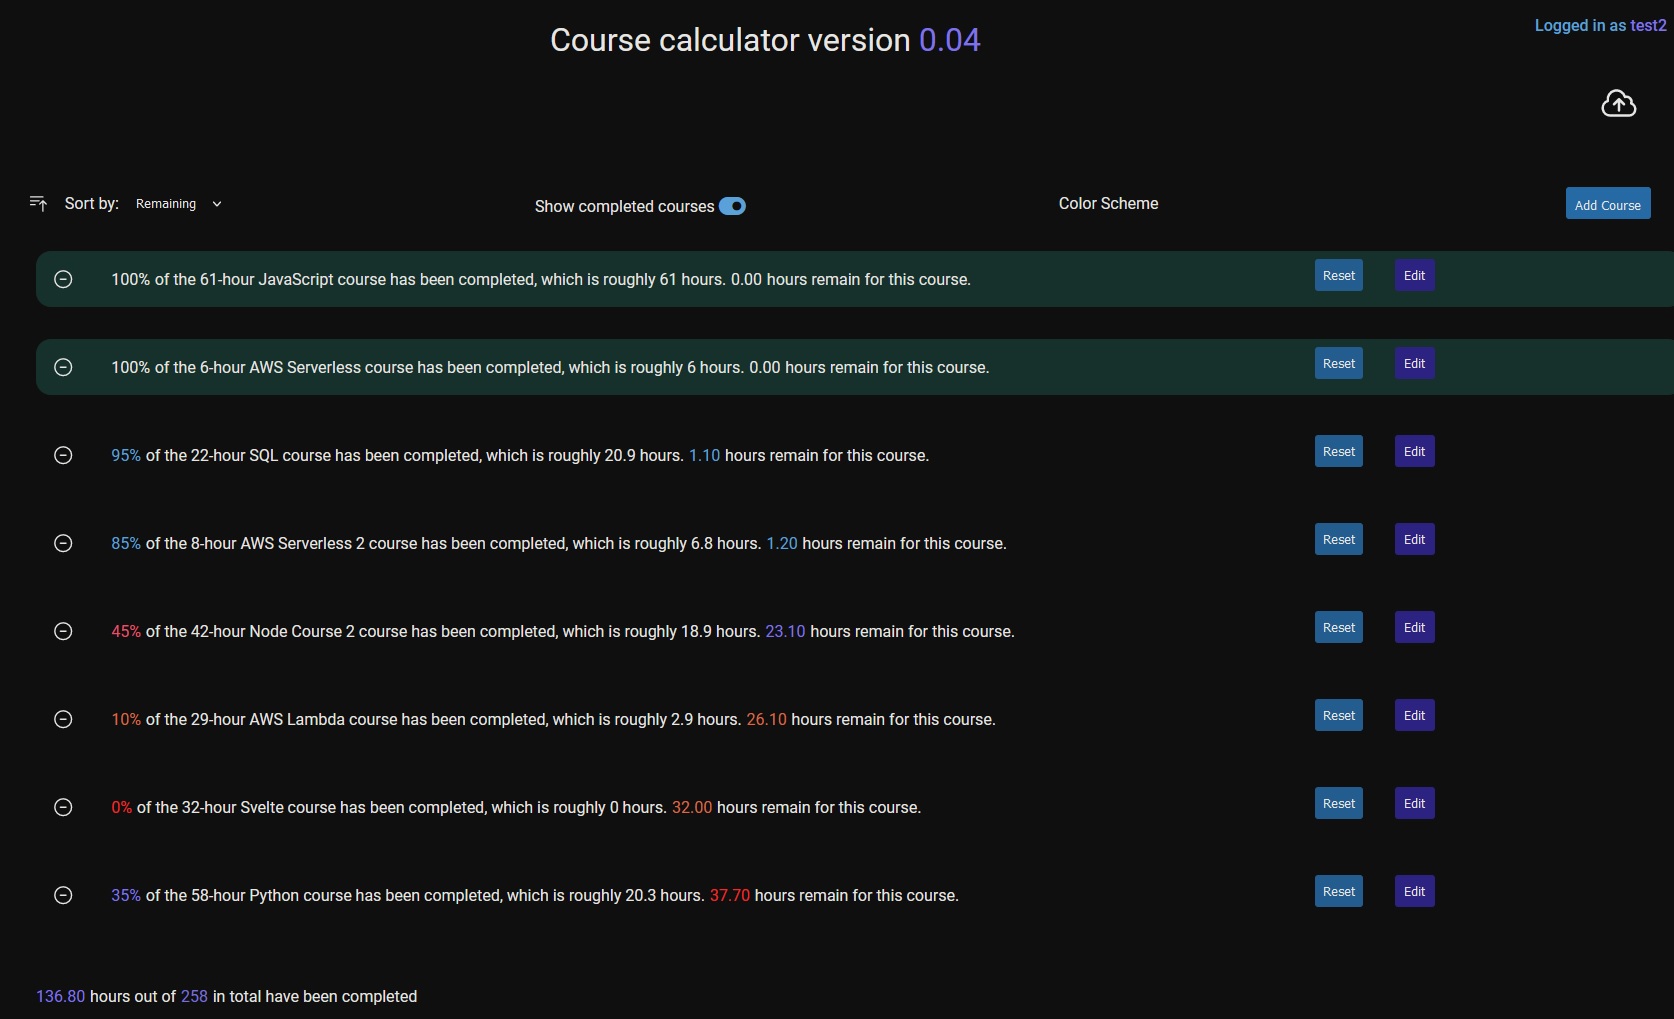 Logged in as test2
Course calculator version 0.04
Sort by: Remaining
Show completed courses
Color Scheme
Add Course
100% of the 61-hour JavaScript course has been completed, which is roughly 61 hours. 0.00 hours remain for this course. Reset Edit
100% of the 6-hour AWS Serverless course has been completed, which is roughly 6 hours. 0.00 hours remain for this course. Reset Edit
95% of the 22-hour SQL course has been completed, which is roughly 20.9 hours. 1.10 hours remain for this course. Reset Edit
85% of the 8-hour AWS Serverless 2 course has been completed, which is roughly 6.8 hours. 1.20 hours remain for this course. Reset Edit
45% of the 42-hour Node Course 2 course has been completed, which is roughly 18.9 hours. 23.10 hours remain for this course. Reset Edit
10% of the 29-hour AWS Lambda course has been completed, which is roughly 2.9 hours. 26.10 hours remain for this course. Reset Edit
0% of the 32-hour Svelte course has been completed, which is roughly 0 hours. 32.00 hours remain for this course. Reset Edit
35% of the 58-hour Python course has been completed, which is roughly 20.3 hours. 37.70 hours remain for this course. Reset Edit
136.80 hours out of 258 in total have been completed